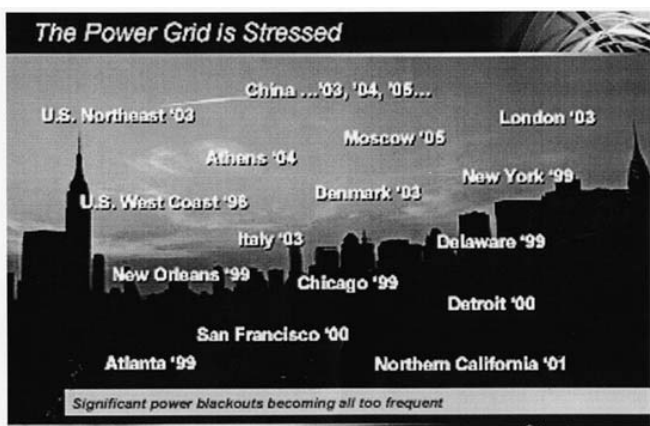 The Power Grid is Stressed
China ...'03, '04, '05...
U.S. Northeast '03
London '03
Moscow '05
Athens '04
New York '99
Denmark '03
U.S. West Coast '96
Italy '03
Delaware '99
New Orleans '99
Chicago '99
Detroit '00
San Francisco '00
Atlanta '99
Northern California '01
Significant power blackouts becoming all too frequent